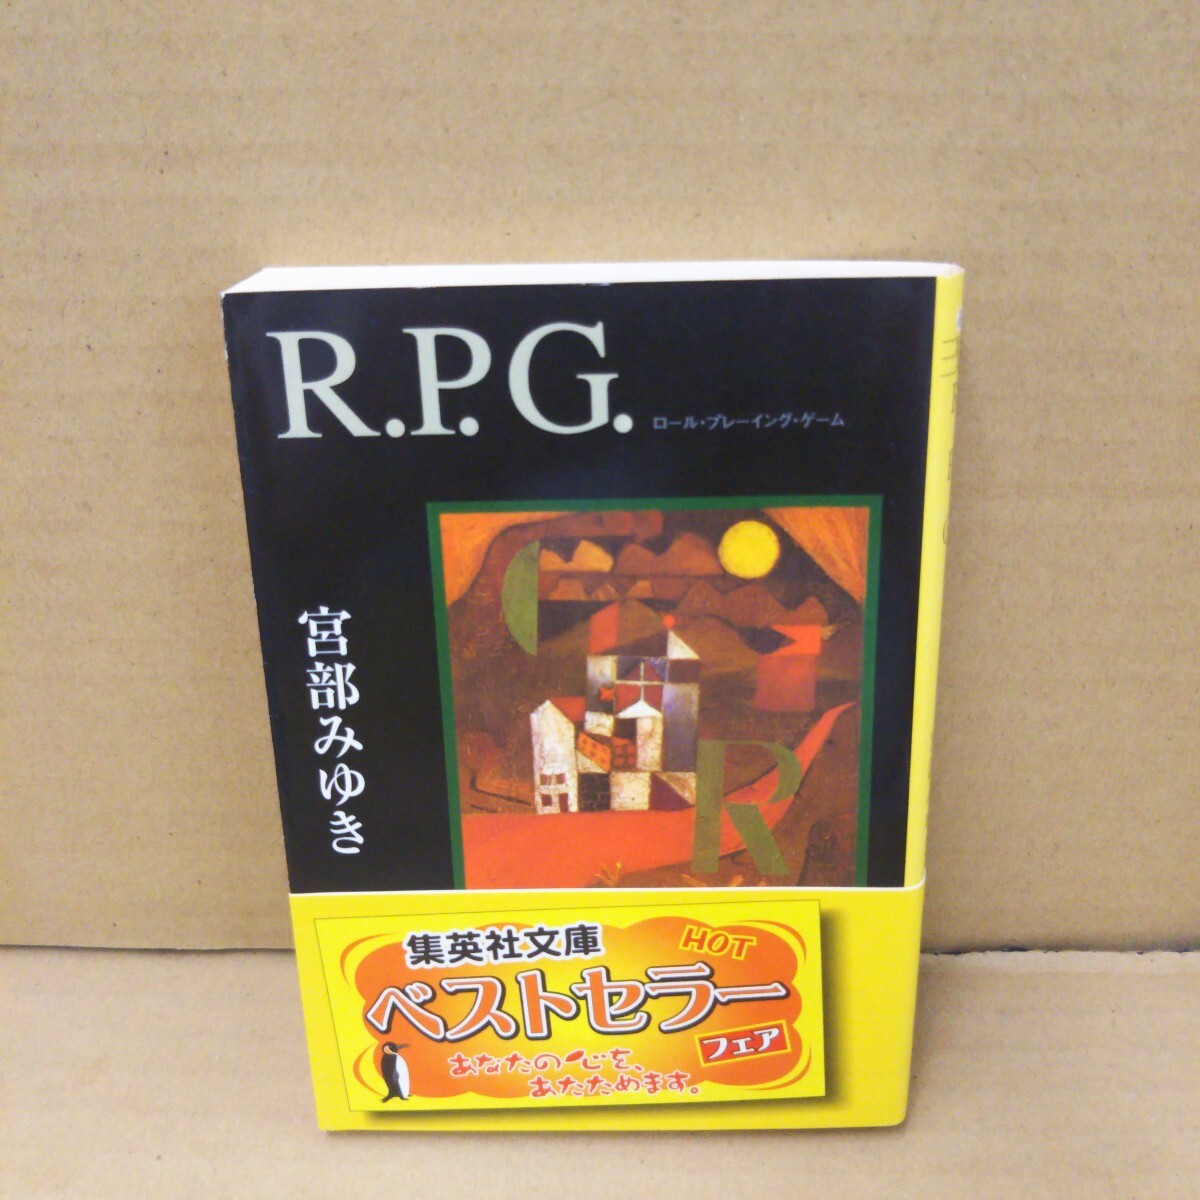 R.P.G.
ロール・プレーイング・ゲーム
宮部みゆき
R
集英社文庫
HOT
ベストセラー
フェア
あなたの心を、
あたためます。